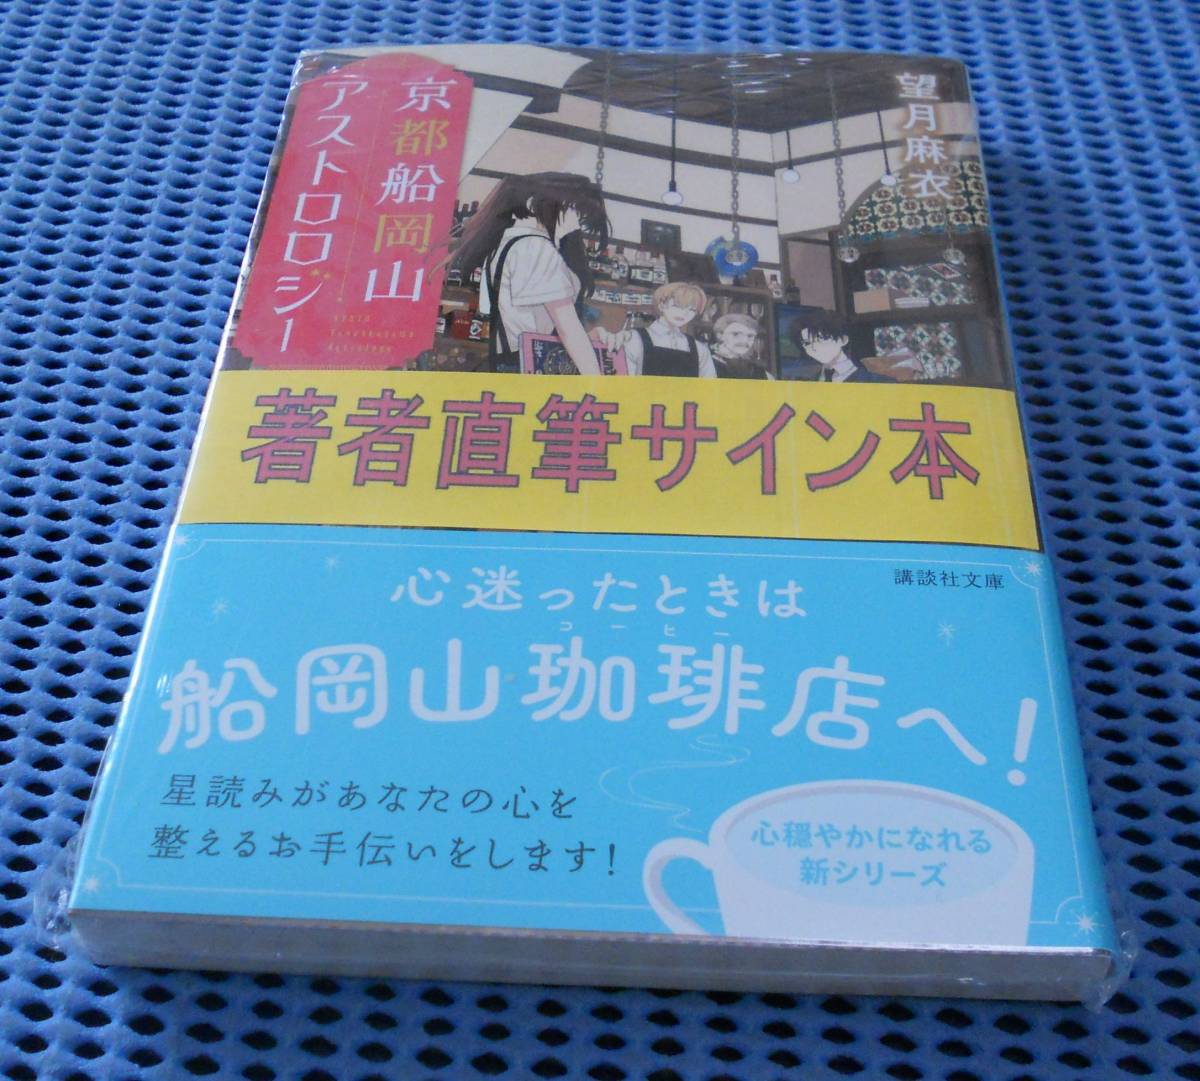 京都船岡山
アストロロジー
Kyoto
Funaokayama
Astrology
望月麻衣
著者直筆サイン本
講談社文庫
心迷ったときは
コーヒー
船岡山珈琲店へ!
星読みがあなたの心を
整えるお手伝いをします!
心穏やかになれる
新シリーズ